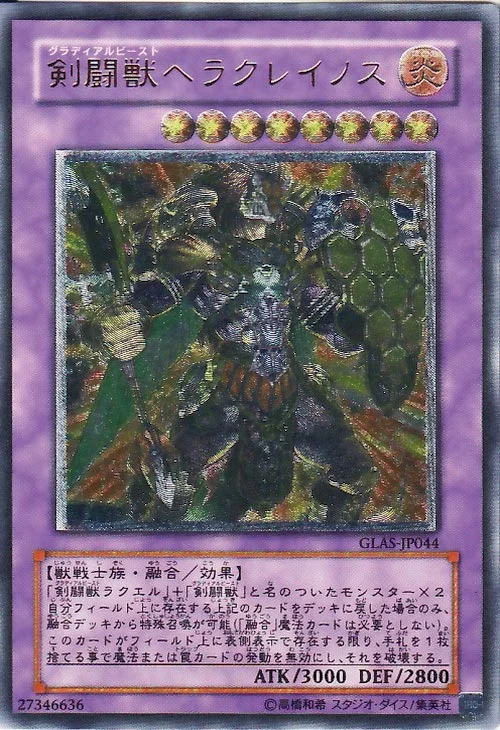 グラディアルビースト
剣闘獣ヘラクレイノス
炎
GLAS-JP044
【獣戦士族・融合／効果】
「剣闘獣ラクエル」＋「剣闘獣」と名のついたモンスター×２
自分フィールド上に存在する上記のカードをデッキに戻した場合のみ、
融合デッキから特殊召喚が可能（「融合」魔法カードは必要としない）。
このカードがフィールド上に表側表示で存在する限り、手札を１枚
捨てる事で魔法または罠カードの発動を無効にし、それを破壊する。
ATK/3000 DEF/2800
27346636 ©高橋和希 スタジオ・ダイス/集英社